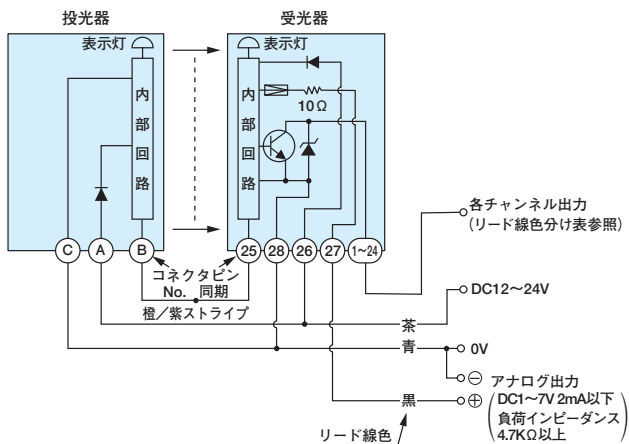 投光器
受光器
表示灯
表示灯
内部回路
内部回路
10Ω
C
A
B
25
28
26
27
1~24
コネクタピン
No.
同期
橙/紫ストライプ
各チャンネル出力
(リード線色分け表参照)
DC12~24V
茶
青
0V
⊖
アナログ出力
黒
⊕
(DC1~7V 2mA以下
負荷インピーダンス
4.7KΩ以上)
リード線色